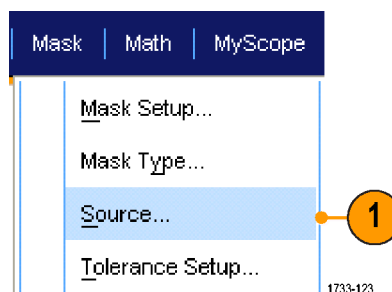 Mask Math MyScope
Mask Setup...
Mask Type...
Source...
1
Tolerance Setup...
1733-123